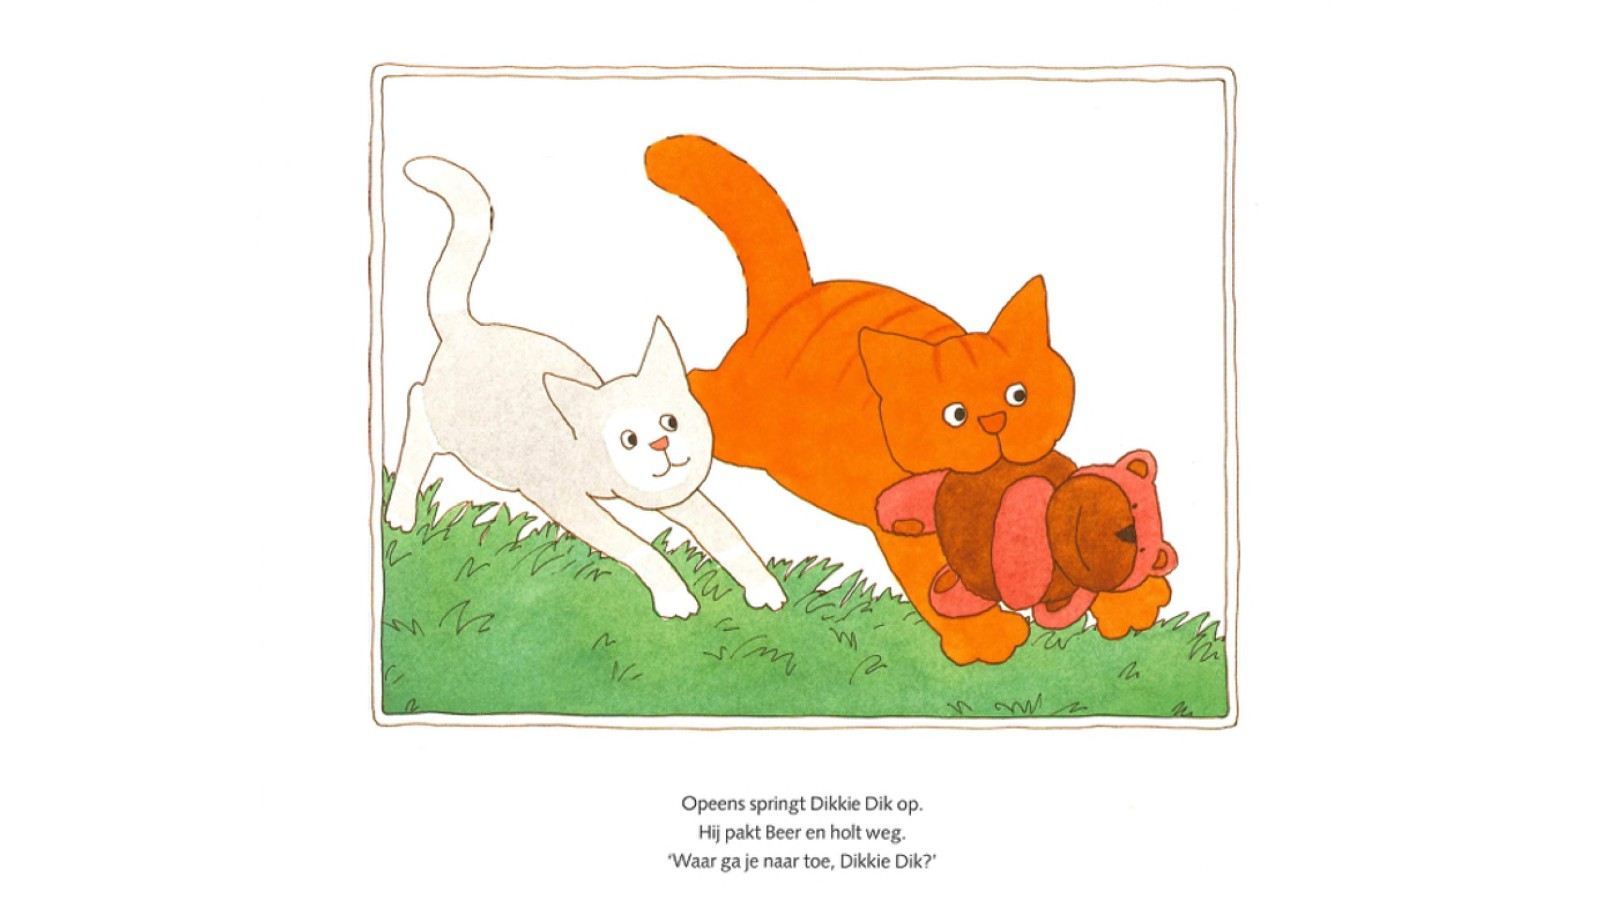 Opeens springt Dikkie Dik op.
Hij pakt Beer en holt weg.
‘Waar ga je naar toe, Dikkie Dik?’